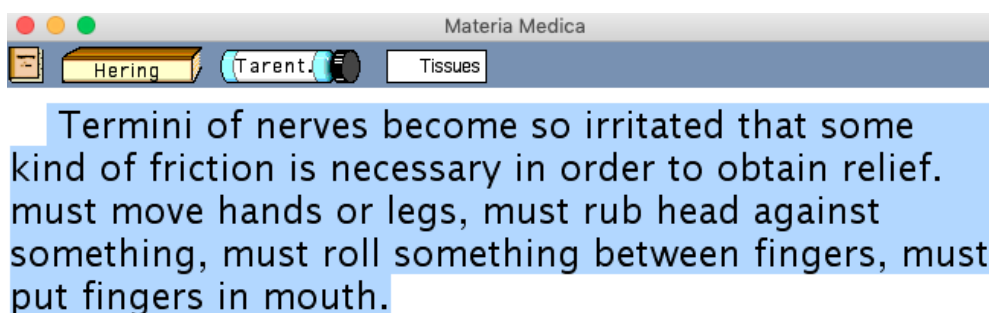 Materia Medica
Hering Tarent. Tissues
Termini of nerves become so irritated that some
kind of friction is necessary in order to obtain relief.
must move hands or legs, must rub head against
something, must roll something between fingers, must
put fingers in mouth.